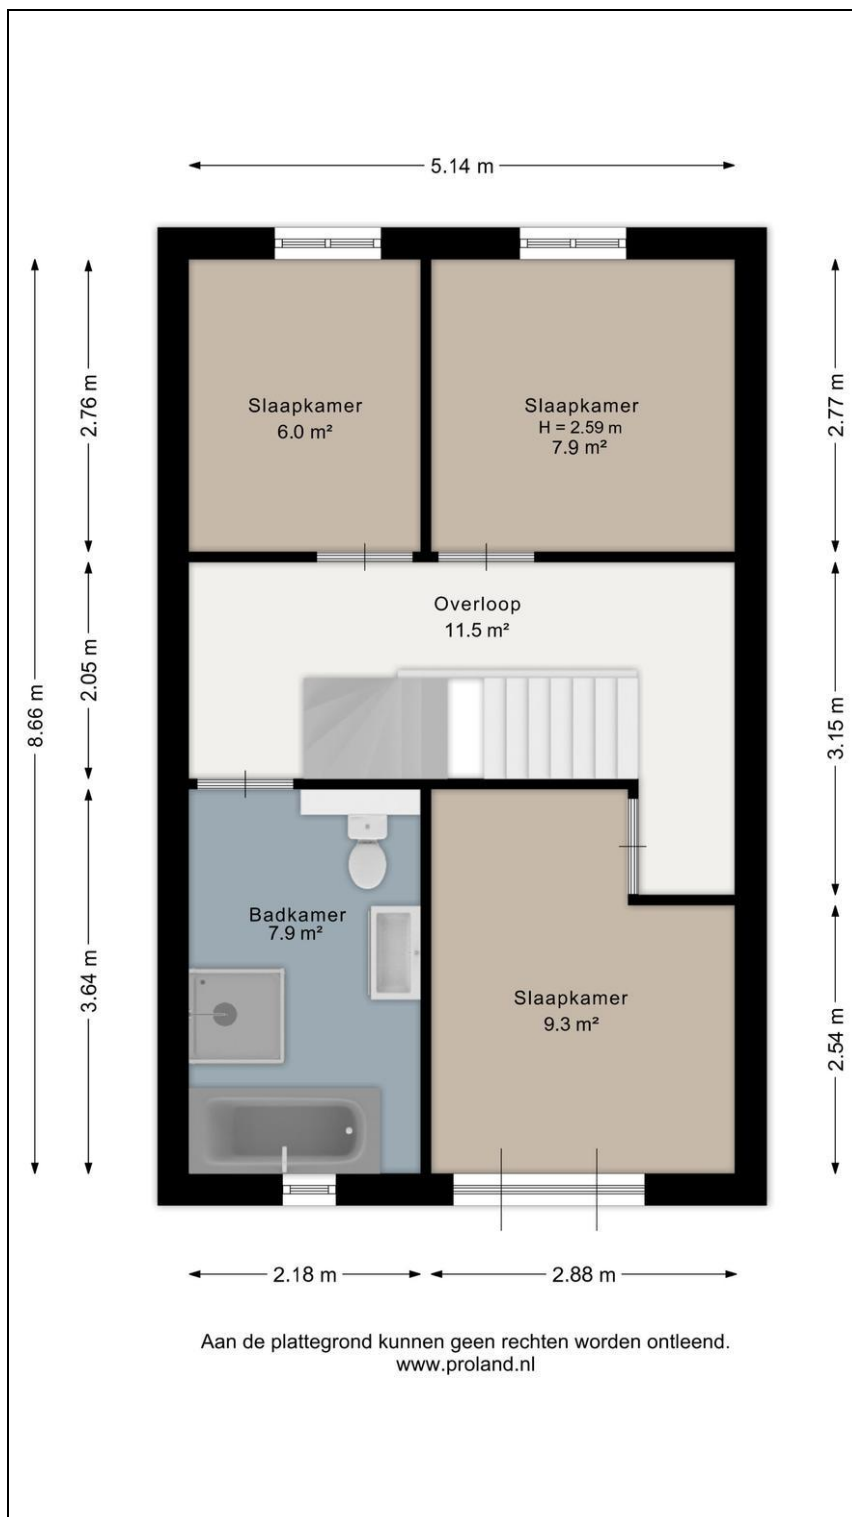 5.14 m
Slaapkamer
6.0 m²
Slaapkamer
H = 2.59 m
7.9 m²
2.76 m
2.77 m
Overloop
11.5 m²
2.05 m
8.66 m
3.15 m
Badkamer
7.9 m²
3.64 m
Slaapkamer
9.3 m²
2.54 m
2.18 m
2.88 m
Aan de plattegrond kunnen geen rechten worden ontleend.
www.proland.nl